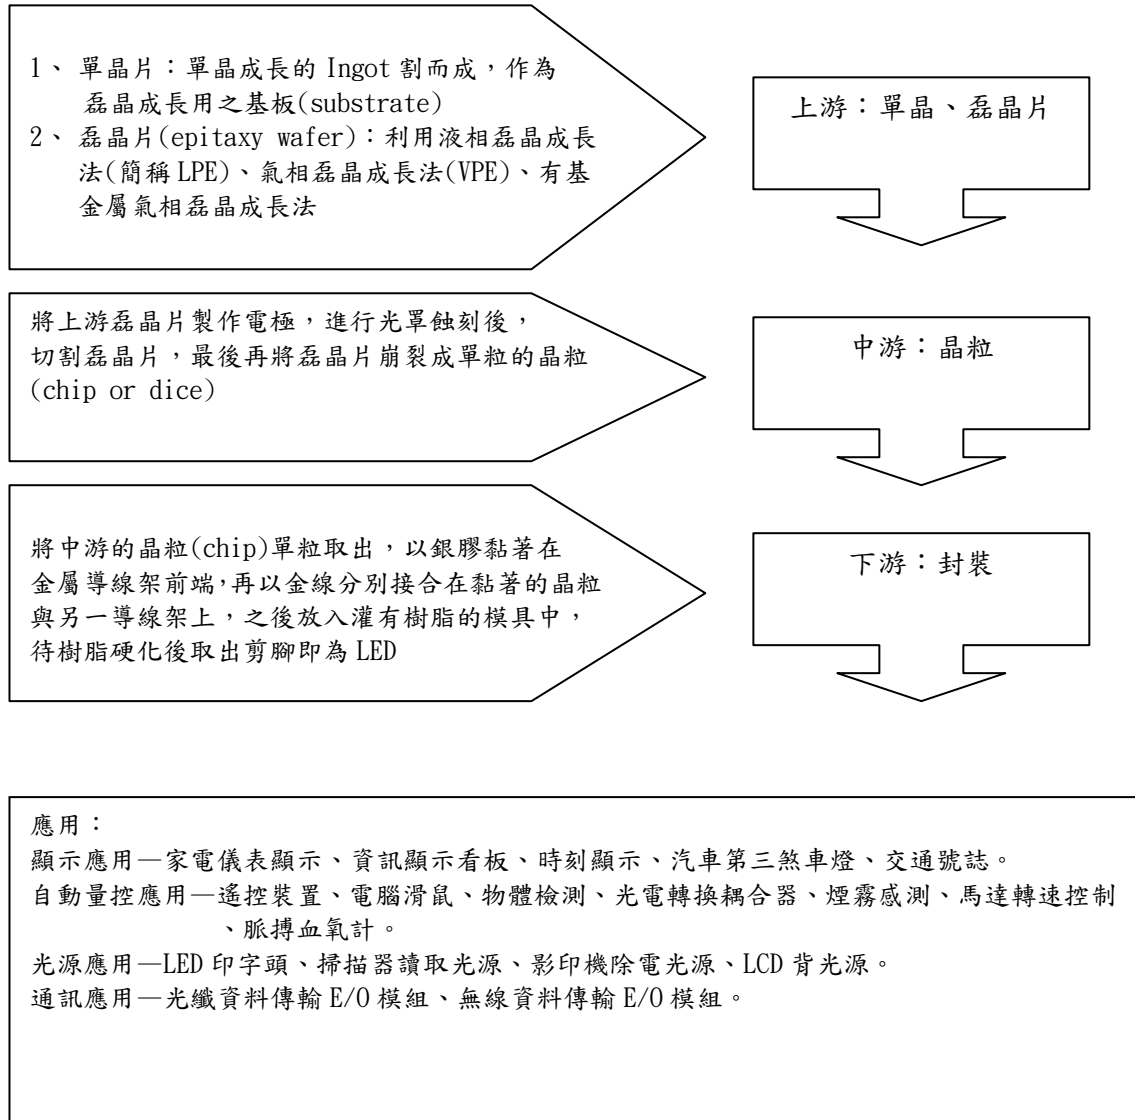 1、 單晶片：單晶成長的 Ingot 割而成，作為
磊晶成長用之基板(substrate)
2、 磊晶片(epitaxy wafer)：利用液相磊晶成長
法(簡稱 LPE)、氣相磊晶成長法(VPE)、有基
金屬氣相磊晶成長法
上游：單晶、磊晶片
將上游磊晶片製作電極，進行光罩蝕刻後，
切割磊晶片，最後再將磊晶片崩裂成單粒的晶粒
(chip or dice)
中游：晶粒
將中游的晶粒(chip)單粒取出，以銀膠黏著在
金屬導線架前端，再以金線分別接合在黏著的晶粒
與另一導線架上，之後放入灌有樹脂的模具中，
待樹脂硬化後取出剪腳即為 LED
下游：封裝
應用：
顯示應用—家電儀表顯示、資訊顯示看板、時刻顯示、汽車第三煞車燈、交通號誌。
自動量控應用—遙控裝置、電腦滑鼠、物體檢測、光電轉換耦合器、煙霧感測、馬達轉速控制
、脈搏血氧計。
光源應用—LED 印字頭、掃描器讀取光源、影印機除電光源、LCD 背光源。
通訊應用—光纖資料傳輸 E/O 模組、無線資料傳輸 E/O 模組。